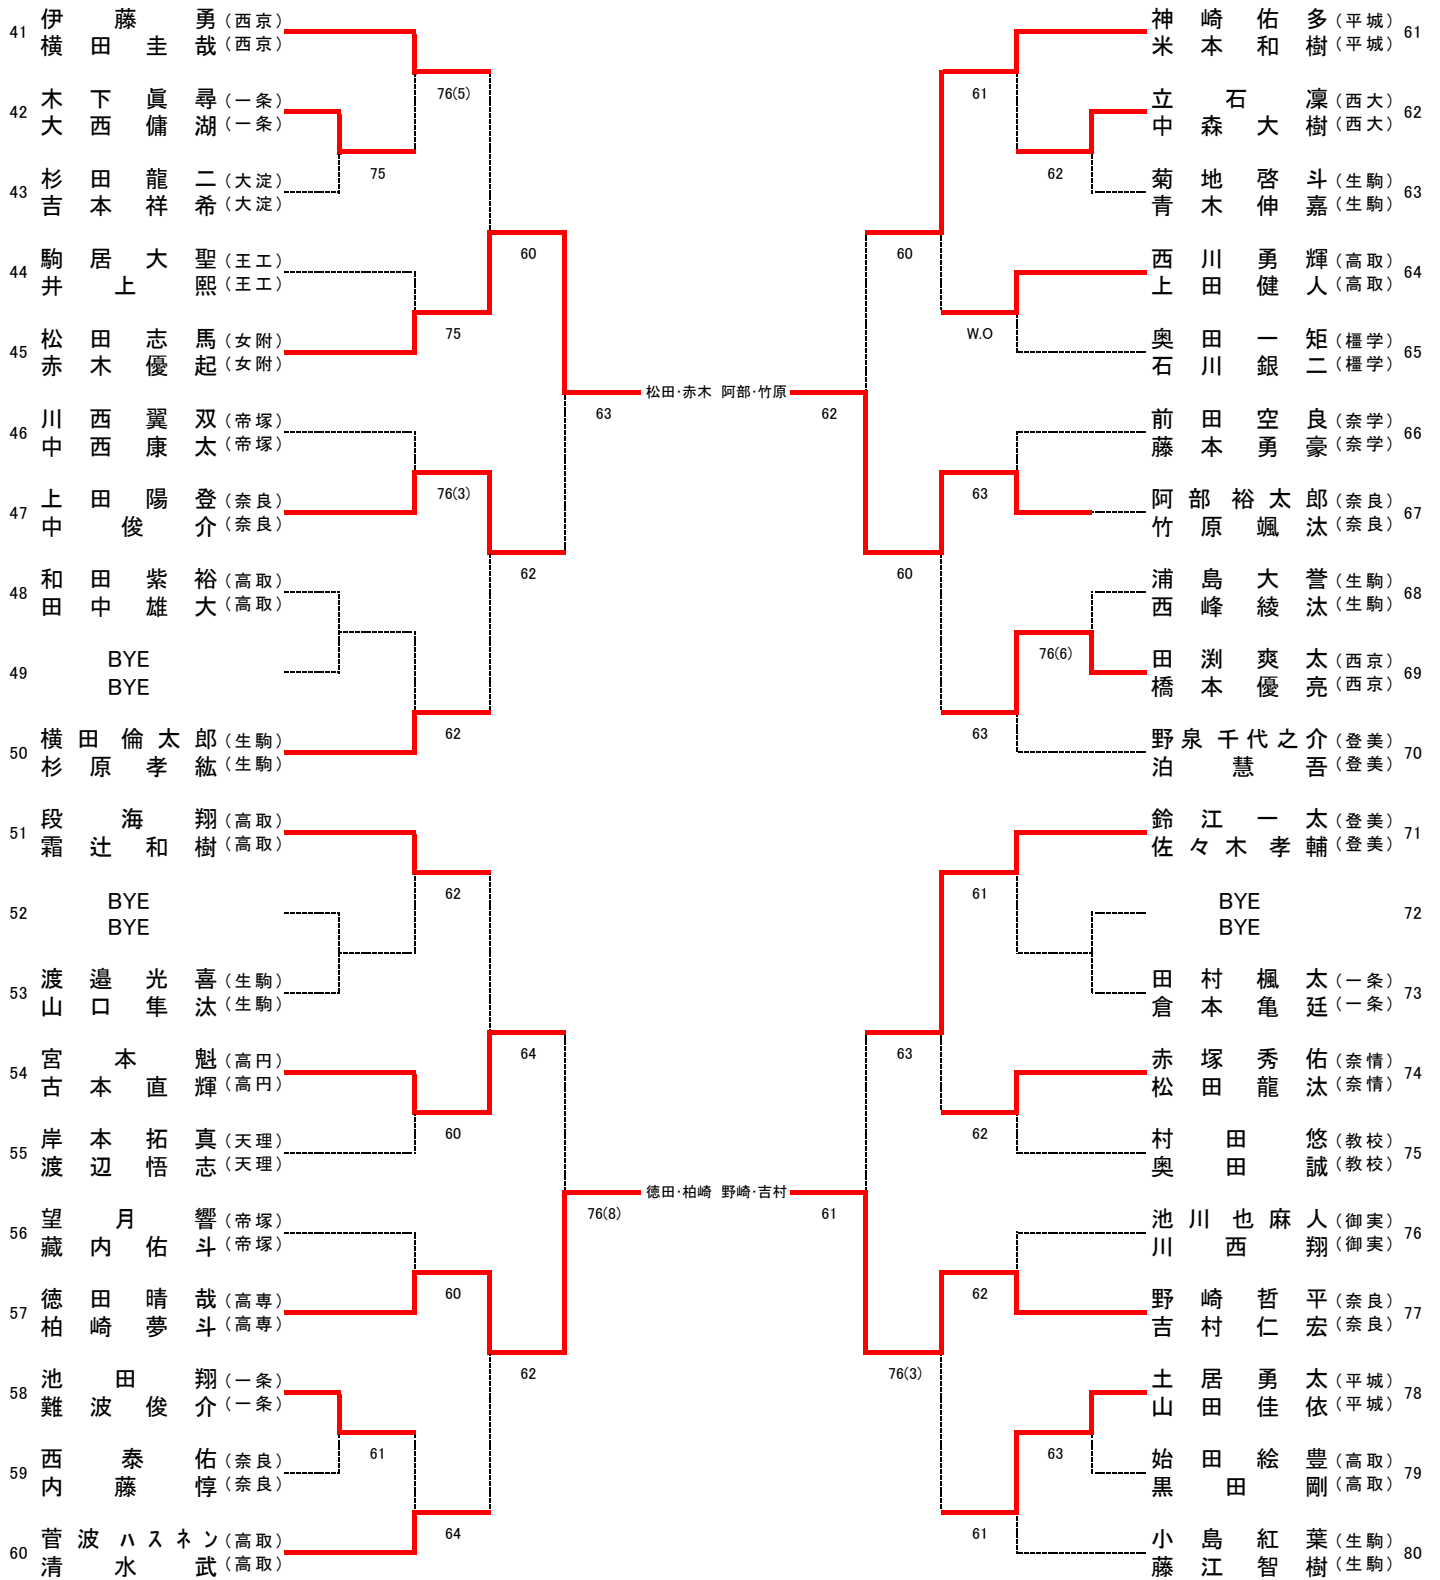 41 伊藤勇(西京)
横田圭哉(西京)
76(5)
42 木下眞尋(一条)
大西傭湖(一条)
75
43 杉田龍二(大淀)
吉本祥希(大淀)
60
44 駒居大聖(王工)
井上熙(王工)
75
45 松田志馬(女附)
赤木優起(女附)
63
松田・赤木
46 川西翼双(帝塚)
中西康太(帝塚)
76(3)
47 上田陽登(奈良)
中俊介(奈良)
62
48 和田紫裕(高取)
田中雄大(高取)
49 BYE
BYE
62
50 横田倫太郎(生駒)
杉原孝紘(生駒)
51 段海翔(高取)
霜辻和樹(高取)
62
52 BYE
BYE
53 渡邉光喜(生駒)
山口隼汰(生駒)
64
54 宮本魁(高円)
古本直輝(高円)
60
55 岸本拓真(天理)
渡辺悟志(天理)
徳田・柏崎
76(8)
56 望月響(帝塚)
藏内佑斗(帝塚)
60
57 徳田晴哉(高専)
柏崎夢斗(高専)
62
58 池田翔(一条)
難波俊介(一条)
61
59 西泰佑(奈良)
内藤惇(奈良)
64
60 菅波ハスネン(高取)
清水武(高取)
神崎佑多(平城) 61
米本和樹(平城)
61
立石凜(西大) 62
中森大樹(西大)
62
菊地啓斗(生駒) 63
青木伸嘉(生駒)
60
西川勇輝(高取) 64
上田健人(高取)
W.O
奥田一矩(橿学) 65
石川銀二(橿学)
阿部・竹原
62
前田空良(奈学) 66
藤本勇豪(奈学)
63
阿部裕太郎(奈良) 67
竹原颯汰(奈良)
60
浦島大誉(生駒) 68
西峰綾汰(生駒)
76(6)
田渕爽太(西京) 69
橋本優亮(西京)
63
野泉千代之介(登美) 70
泊慧吾(登美)
鈴江一太(登美) 71
佐々木孝輔(登美)
61
BYE 72
BYE
田村楓太(一条) 73
倉本亀廷(一条)
63
赤塚秀佑(奈情) 74
松田龍汰(奈情)
62
村田悠(教校) 75
奥田誠(教校)
野崎・吉村
61
池川也麻人(御実) 76
川西翔(御実)
62
野崎哲平(奈良) 77
吉村仁宏(奈良)
76(3)
土居勇太(平城) 78
山田佳依(平城)
63
始田絵豊(高取) 79
黒田剛(高取)
61
小島紅葉(生駒) 80
藤江智樹(生駒)